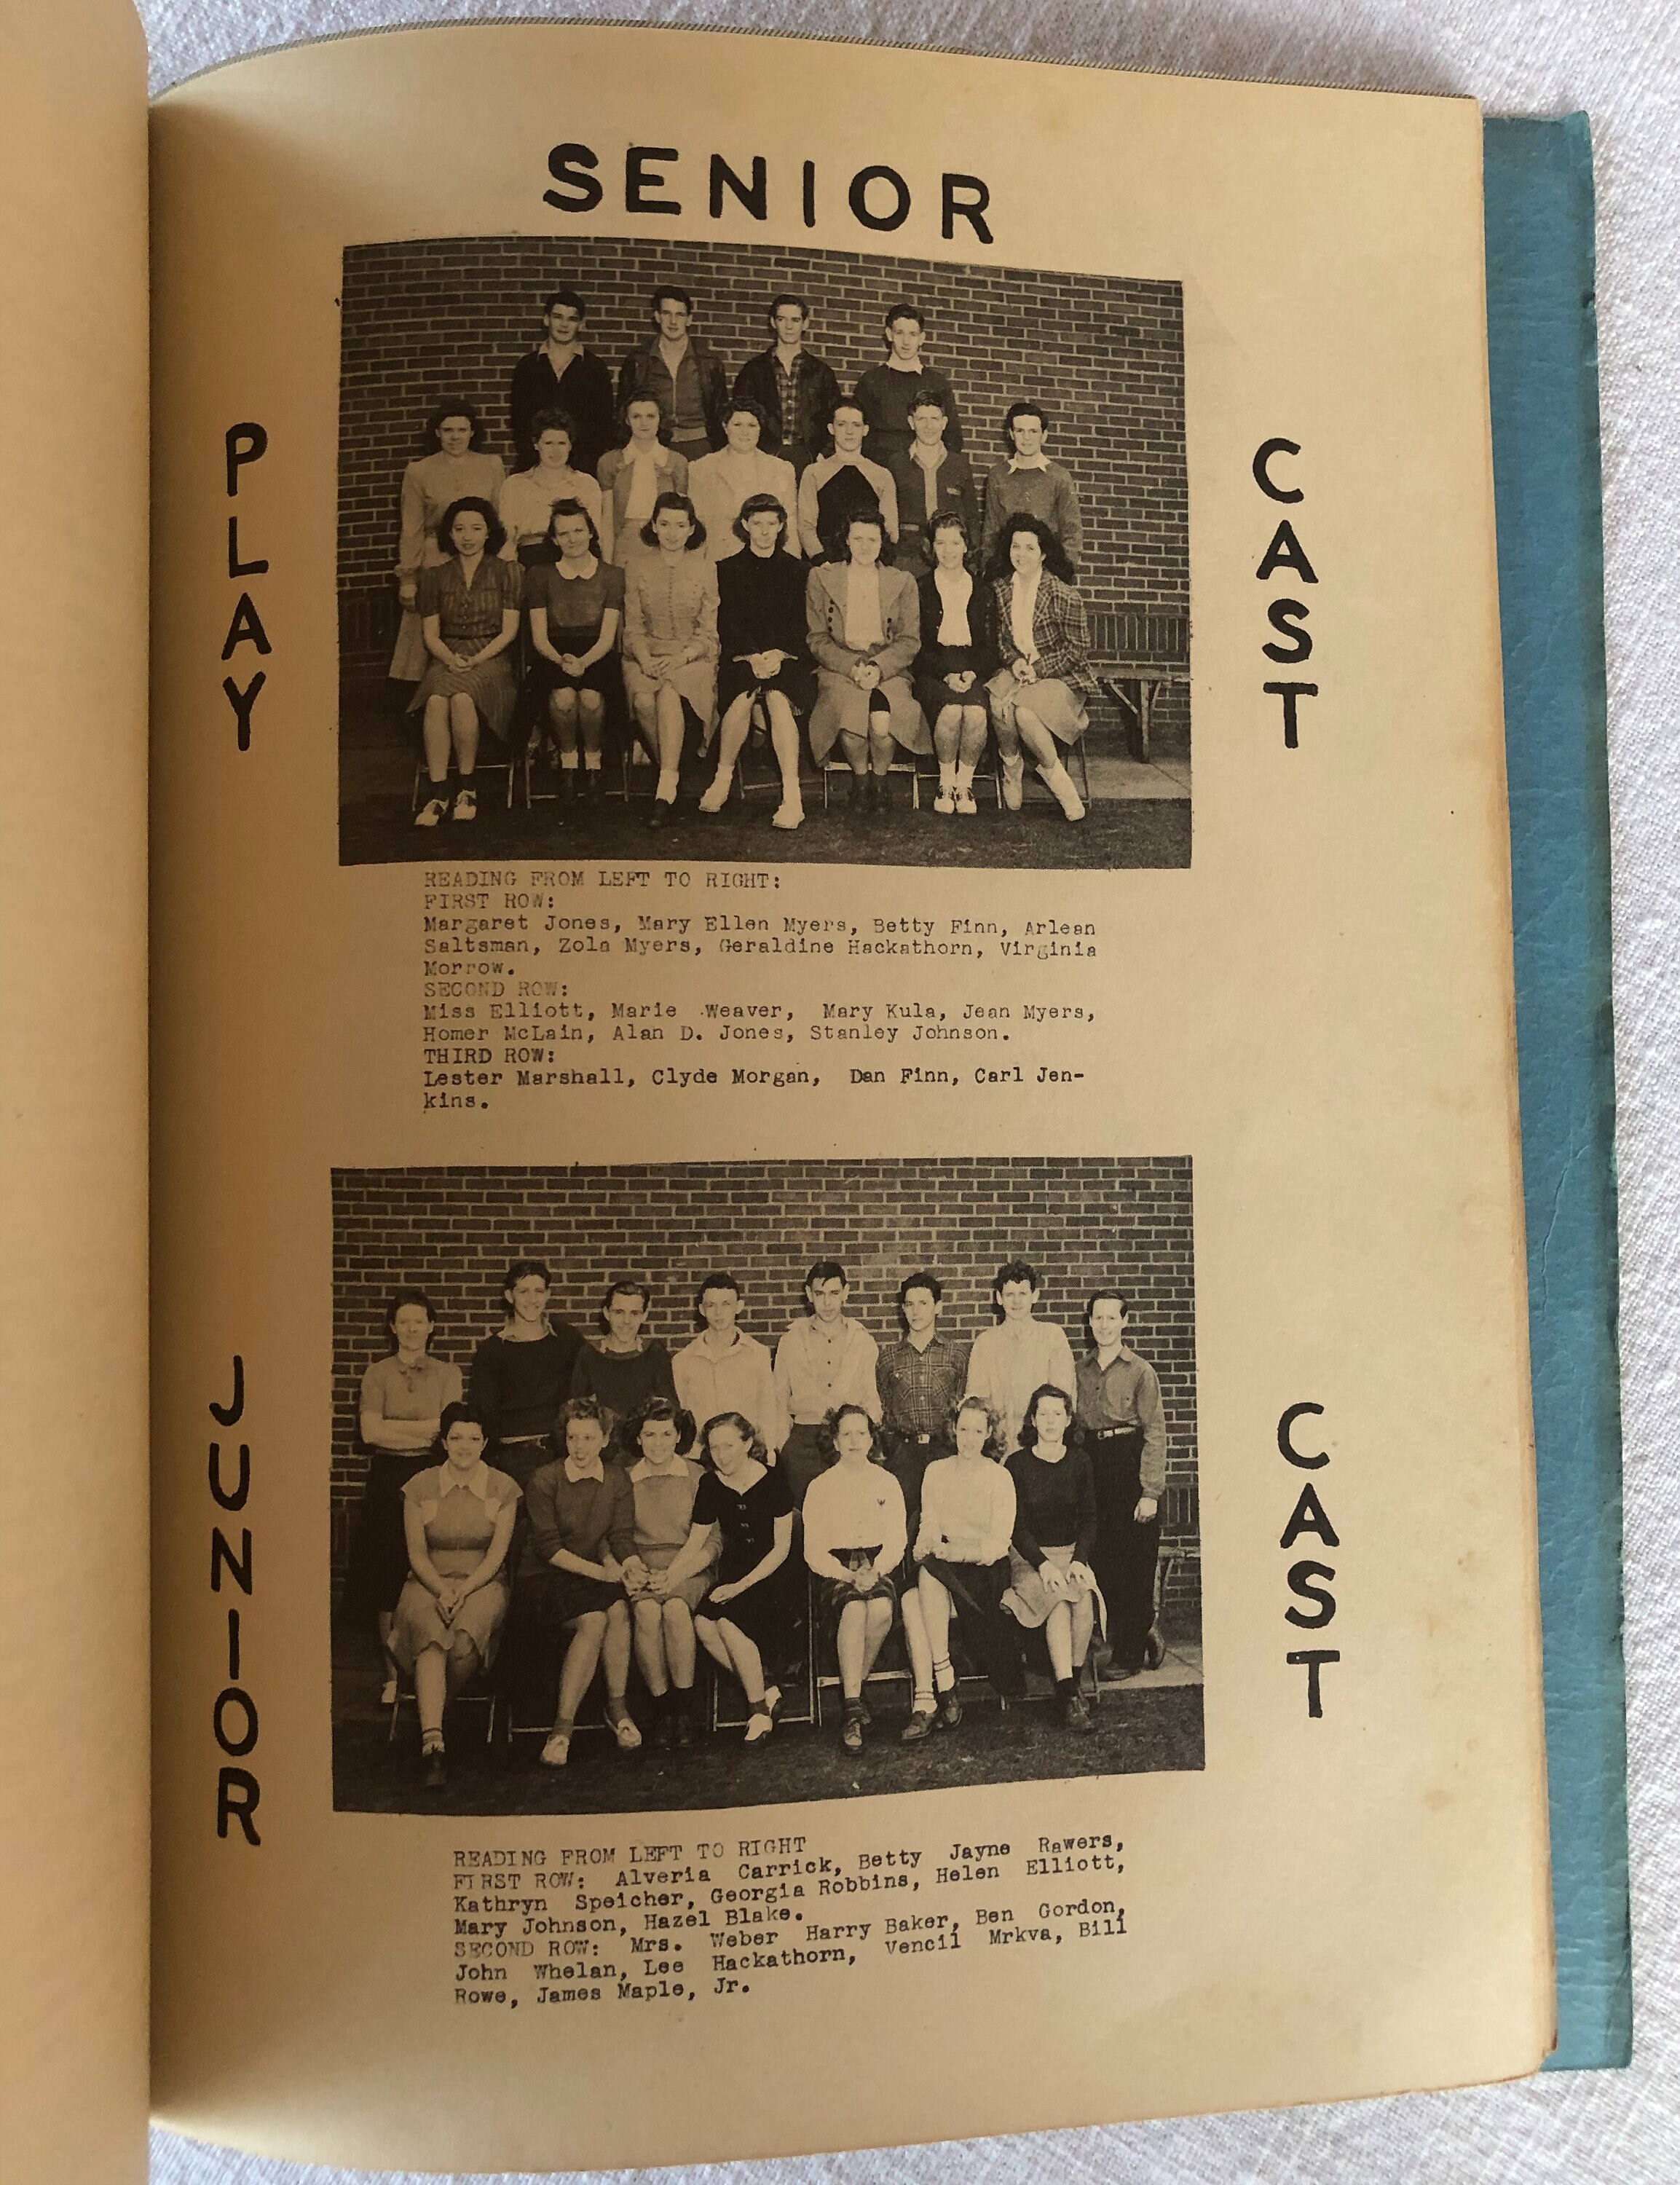 SENIOR
PLAY
CAST
READING FROM LEFT TO RIGHT:
FIRST ROW:
Margaret Jones, Mary Ellen Myers, Betty Finn, Arlean
Saltsman, Zola Myers, Geraldine Hackathorn, Virginia
Morrow.
SECOND ROW:
Miss Elliott, Marie Weaver, Mary Kula, Jean Myers,
Homer McLain, Alan D. Jones, Stanley Johnson.
THIRD ROW:
Lester Marshall, Clyde Morgan, Dan Finn, Carl Jen-
kins.
JUNIOR
CAST
READING FROM LEFT TO RIGHT
FIRST ROW: Alveria Carrick, Betty Jayne Rawers,
Kathryn Speicher, Georgia Robbins, Helen Elliott,
Mary Johnson, Hazel Blake.
SECOND ROW: Mrs. Weber Harry Baker, Ben Gordon,
John Whelan, Lee Hackathorn, Vencil Mrkva, Bill
Rowe, James Maple, Jr.